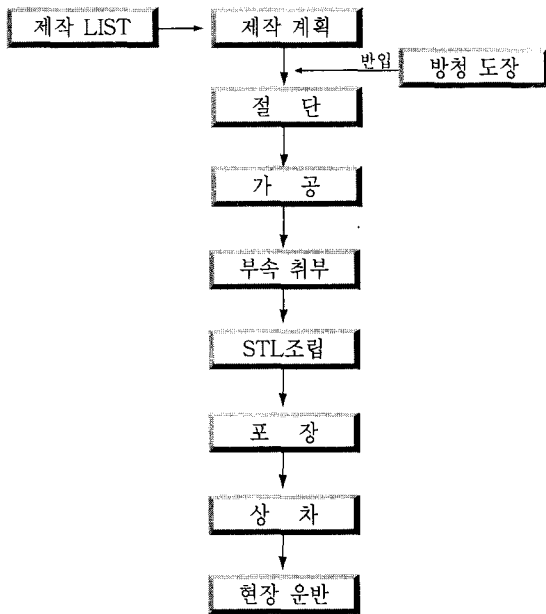 제작 LIST
제작 계획
반입
방청 도장
절 단
가 공
부속 취부
STL조립
포 장
상 차
현장 운반